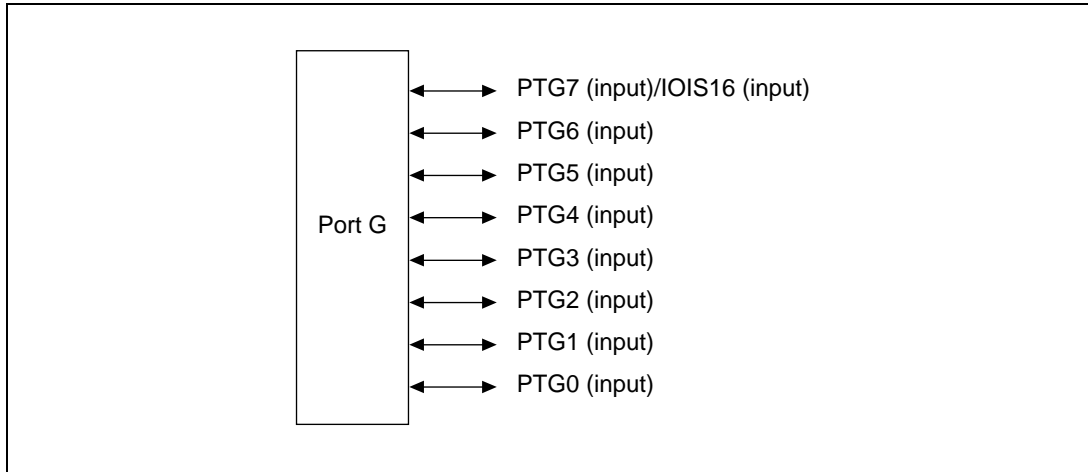 Port G
PTG7 (input)/IOIS16 (input)
PTG6 (input)
PTG5 (input)
PTG4 (input)
PTG3 (input)
PTG2 (input)
PTG1 (input)
PTG0 (input)